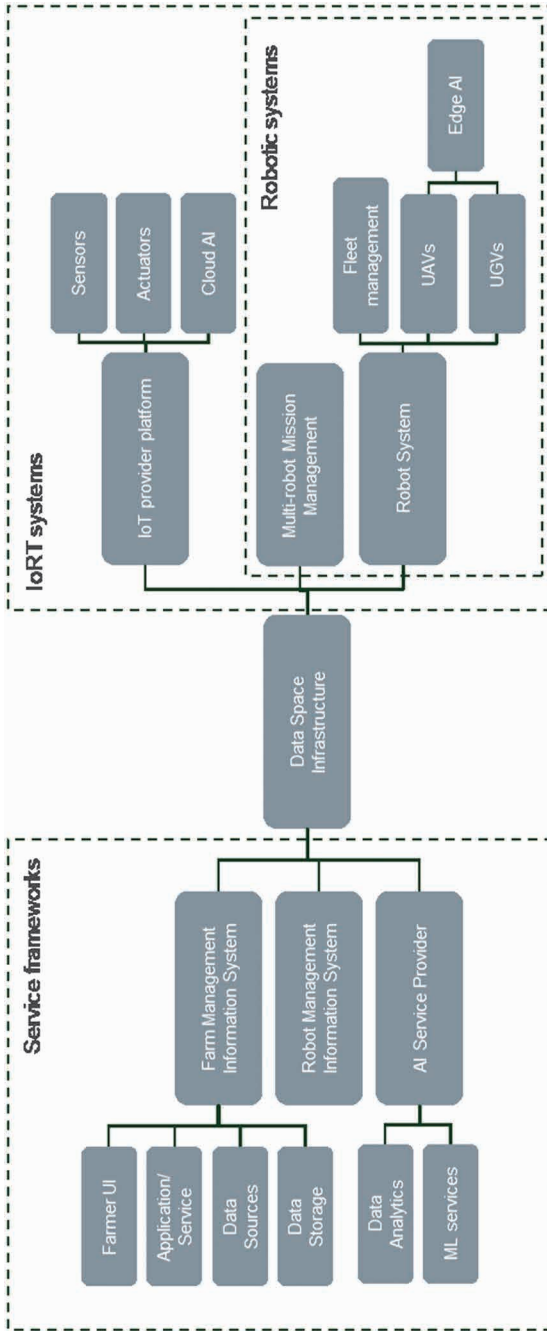 Service frameworks
Farmer UI
Application/
Service
Data
Sources
Data
Storage
Data
Analytics
ML services
Farm Management
Information System
Robot Management
Information System
AI Service Provider
Data Space
Infrastructure
IoRT systems
IoT provider platform
Sensors
Actuators
Cloud AI
Robotic systems
Multi-robot Mission
Management
Robot System
Fleet
management
UAVs
UGVs
Edge AI